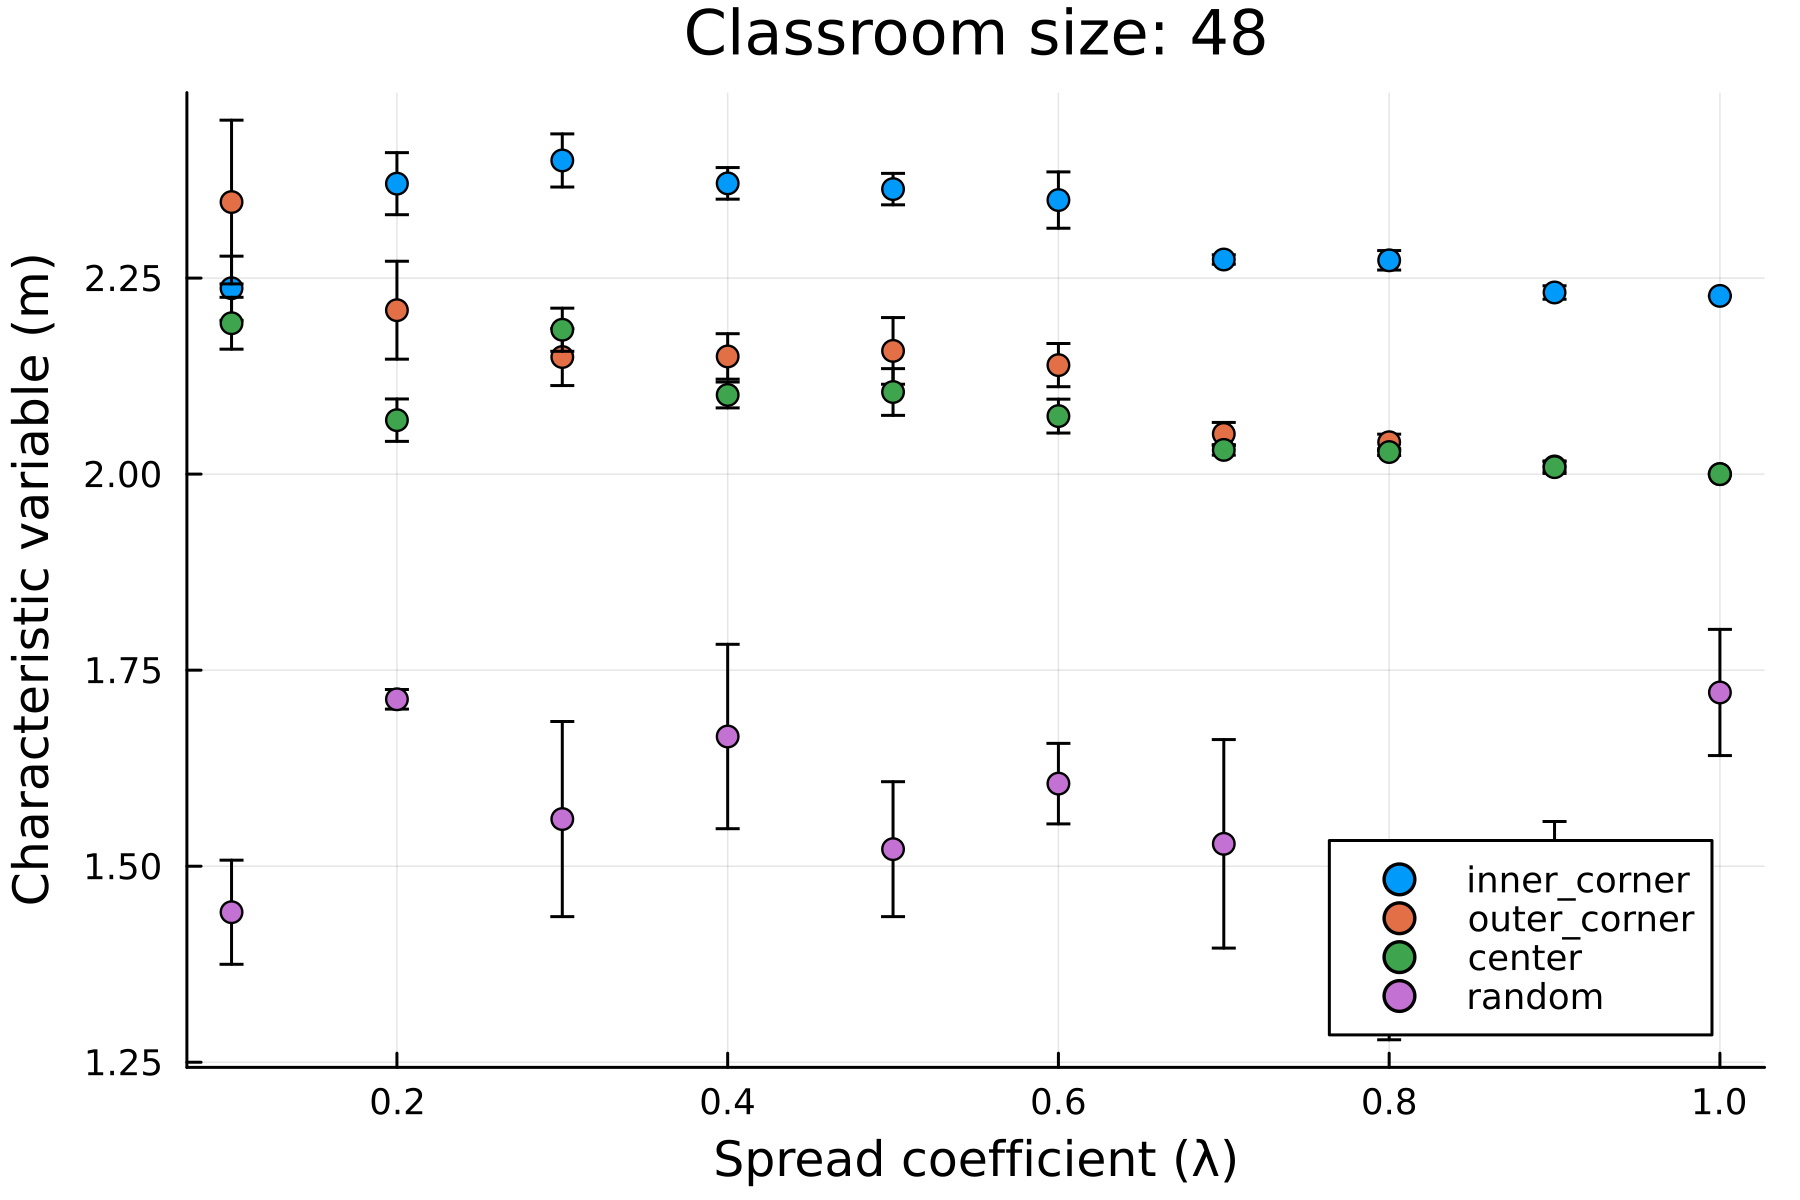 Classroom size: 48
Characteristic variable (m)
2.25
2.00
1.75
1.50
1.25
inner_corner
outer_corner
center
random
0.2
0.4
0.6
0.8
1.0
Spread coefficient (λ)